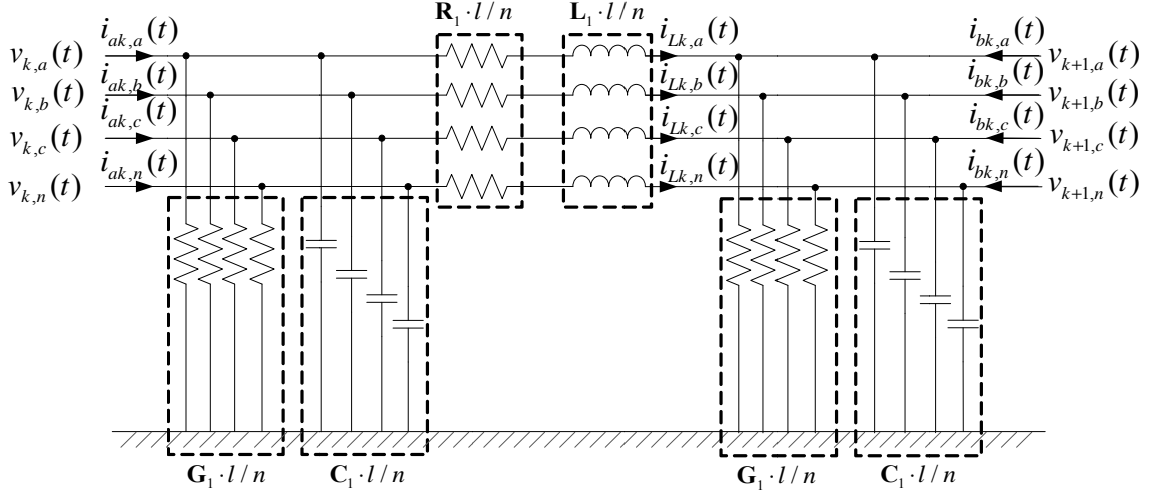 R₁·l/n L₁·l/n
i_{ak,a}(t) i_{Lk,a}(t) i_{bk,a}(t)
v_{k,a}(t) v_{k+1,a}(t)
i_{ak,b}(t) i_{Lk,b}(t) i_{bk,b}(t)
v_{k,b}(t) v_{k+1,b}(t)
i_{ak,c}(t) i_{Lk,c}(t) i_{bk,c}(t)
v_{k,c}(t) v_{k+1,c}(t)
i_{ak,n}(t) i_{Lk,n}(t) i_{bk,n}(t)
v_{k,n}(t) v_{k+1,n}(t)
G₁·l/n C₁·l/n G₁·l/n C₁·l/n